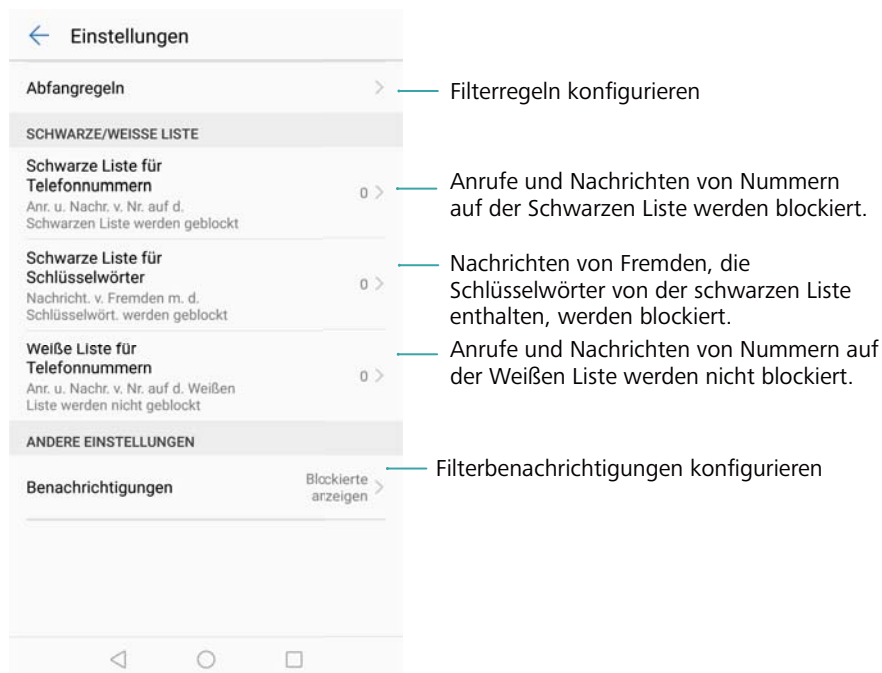 Einstellungen
Abfangregeln
Filterregeln konfigurieren
SCHWARZE/WEISSE LISTE
Schwarze Liste für
Telefonnummern
Anr. u. Nachr. v. Nr. auf d.
Schwarzen Liste werden geblockt
0
Anrufe und Nachrichten von Nummern
auf der Schwarzen Liste werden blockiert.
Schwarze Liste für
Schlüsselwörter
Nachricht. v. Fremden m. d.
Schlüsselwört. werden geblockt
0
Nachrichten von Fremden, die
Schlüsselwörter von der schwarzen Liste
enthalten, werden blockiert.
Weiße Liste für
Telefonnummern
Anr. u. Nachr. v. Nr. auf d. Weißen
Liste werden nicht geblockt
0
Anrufe und Nachrichten von Nummern auf
der Weißen Liste werden nicht blockiert.
ANDERE EINSTELLUNGEN
Benachrichtigungen
Blockierte
anzeigen
Filterbenachrichtigungen konfigurieren